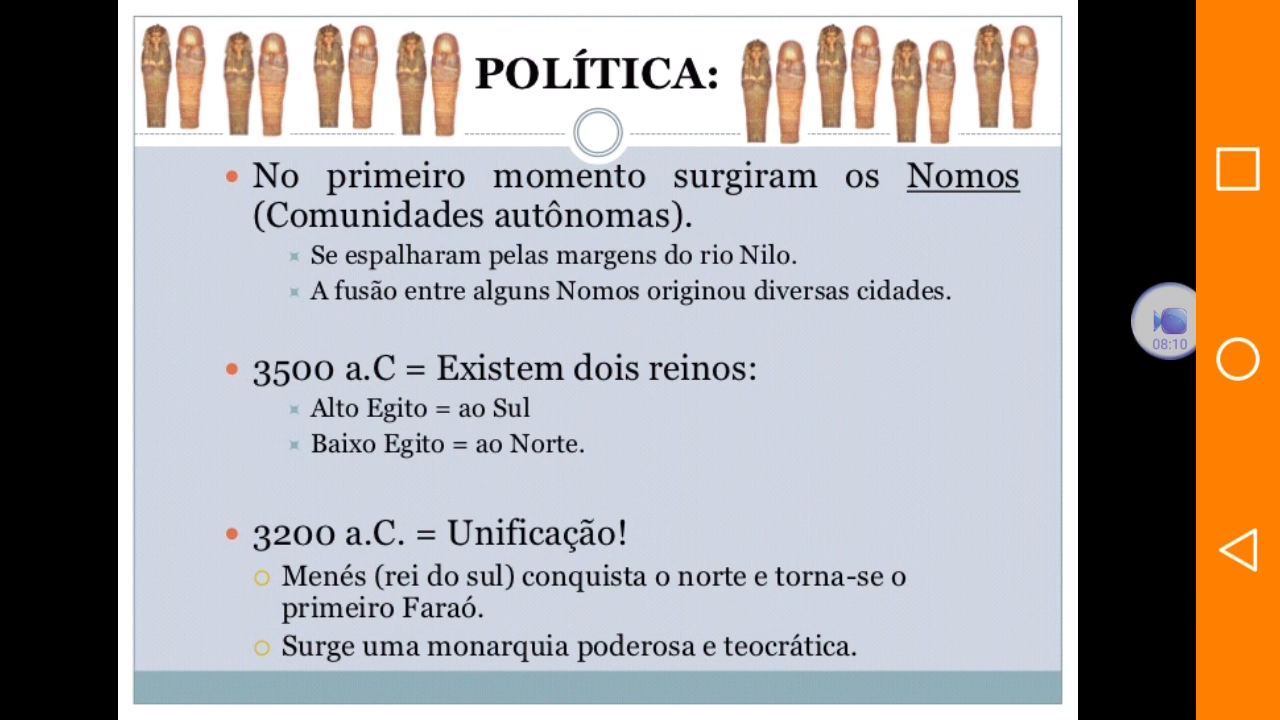 POLÍTICA:
No primeiro momento surgiram os Nomos
(Comunidades autônomas).
Se espalharam pelas margens do rio Nilo.
A fusão entre alguns Nomos originou diversas cidades.
3500 a.C = Existem dois reinos:
Alto Egito = ao Sul
Baixo Egito = ao Norte.
3200 a.C. = Unificação!
Menés (rei do sul) conquista o norte e torna-se o
primeiro Faraó.
Surge uma monarquia poderosa e teocrática.
08:10